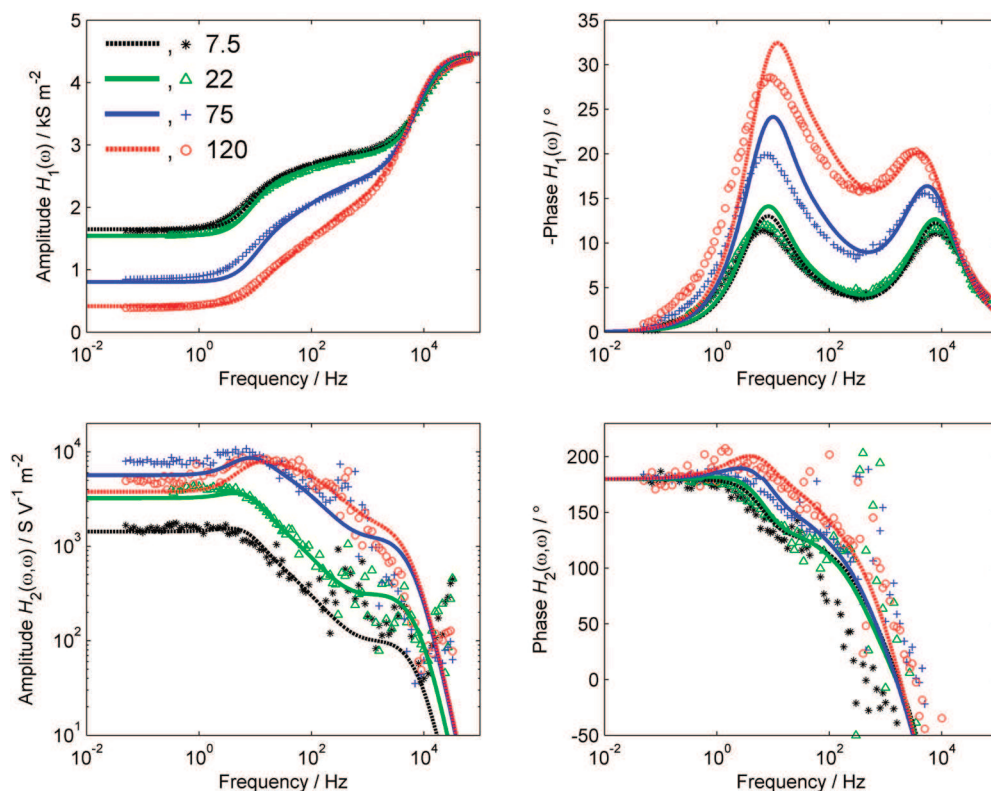 5
4
3
2
1
0
Amplitude H₁(ω) / kS m⁻²
, * 7.5
, △ 22
, + 75
, ○ 120
10⁻² 10⁰ 10² 10⁴
Frequency / Hz
35
30
25
20
15
10
5
0
-Phase H₁(ω) / °
10⁻² 10⁰ 10² 10⁴
Frequency / Hz
10⁴
10³
10²
10¹
Amplitude H₂(ω,ω) / S V⁻¹ m⁻²
10⁻² 10⁰ 10² 10⁴
Frequency / Hz
200
150
100
50
0
-50
Phase H₂(ω,ω) / °
10⁻² 10⁰ 10² 10⁴
Frequency / Hz